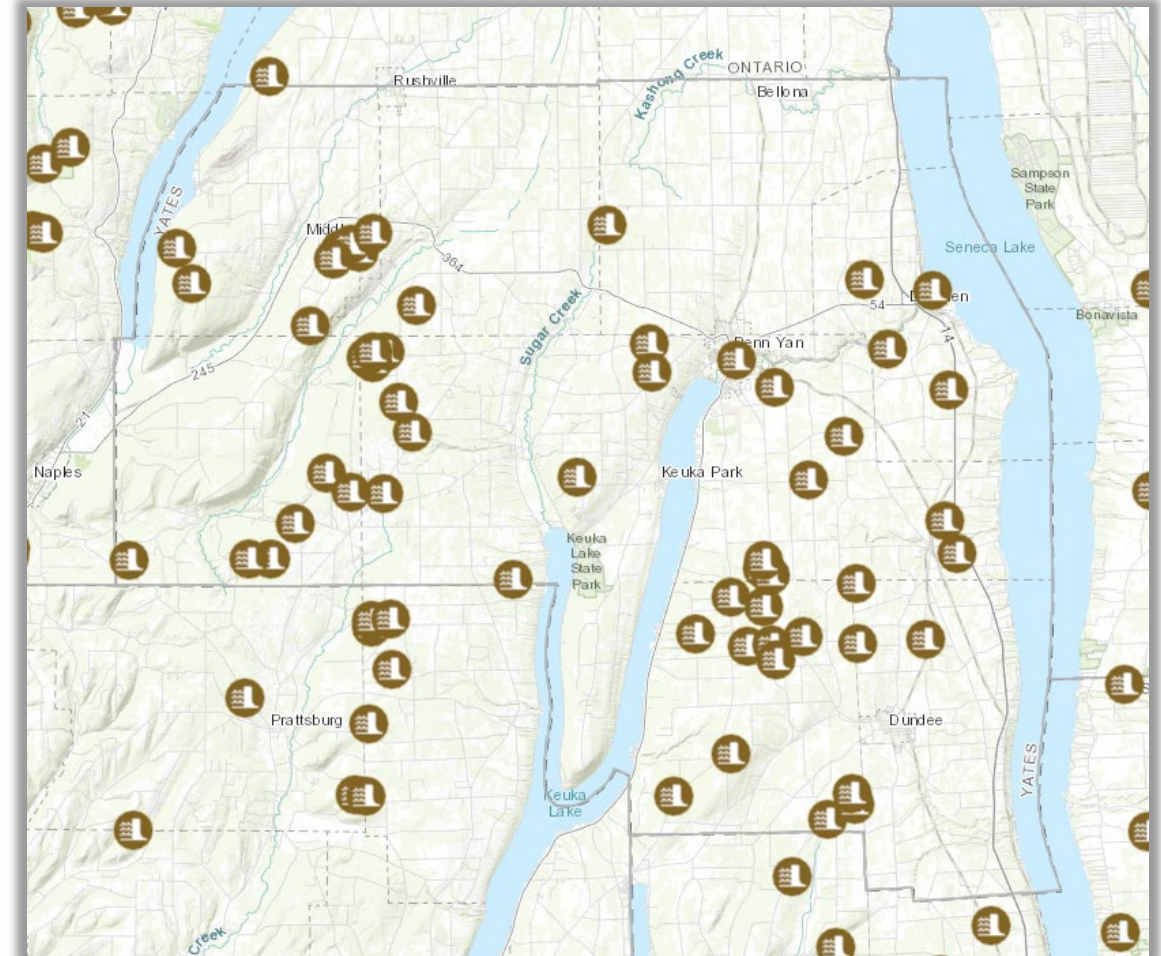 Rushville
Kashong Creek
ONTARIO
Bellona
Sampson
State
Park
YATES
Seneca Lake
364
54
Bonavista
Sugar Creek
Penn Yan
14
245
21
Naples
Keuka Park
Keuka
Lake
State
Park
Prattsburg
Dundee
YATES
Keuka
Lake
Creek